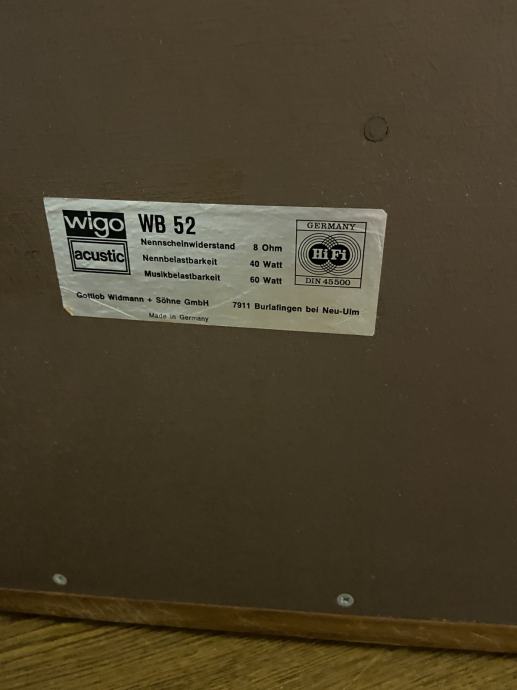 wigo
acustic
WB 52
Nennscheinwiderstand 8 Ohm
Nennbelastbarkeit 40 Watt
Musikbelastbarkeit 60 Watt
GERMANY
HiFi
DIN 45500
Gottlob Widmann + Söhne GmbH 7911 Burlafingen bei Neu-Ulm
Made in Germany